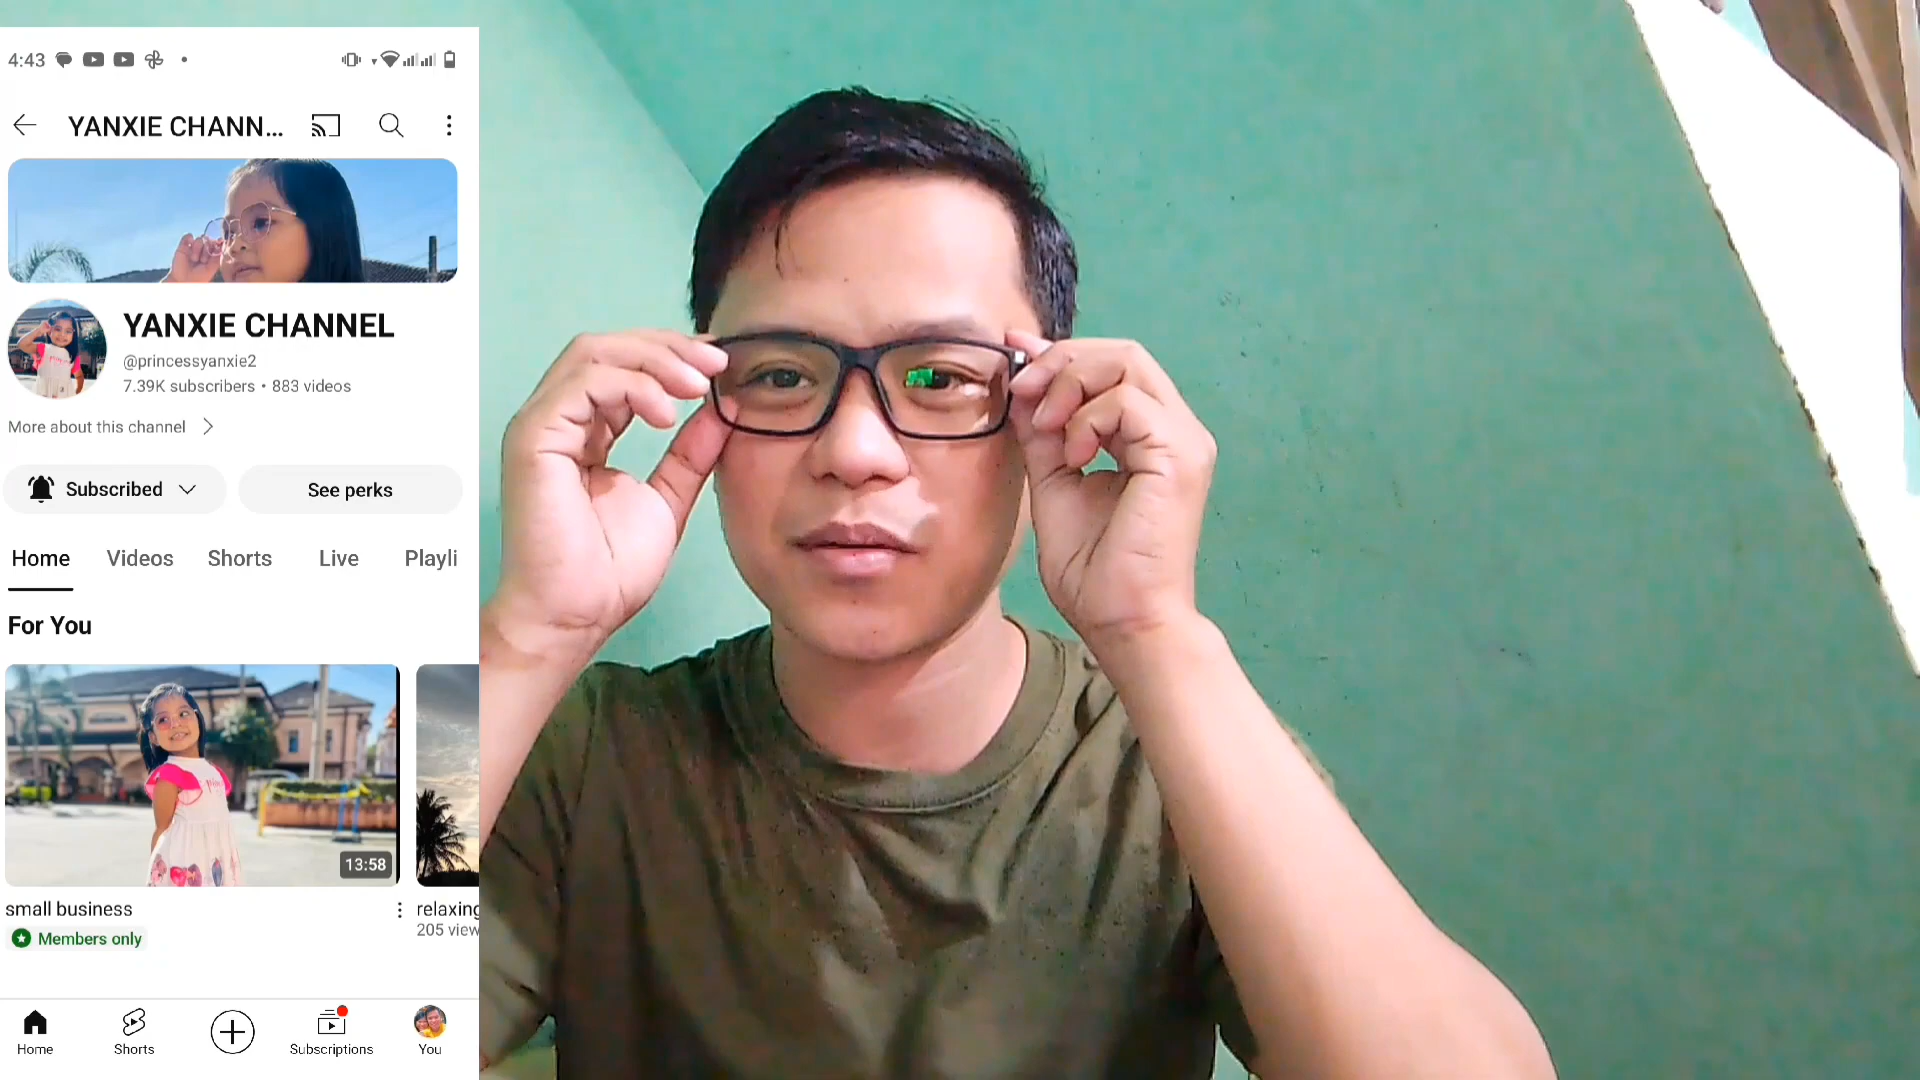 4:43
YANXIE CHANN...
YANXIE CHANNEL
@princessyanxie2
7.39K subscribers • 883 videos
More about this channel
Subscribed
See perks
Home Videos Shorts Live Playli
For You
13:58
small business
Members only
relaxing
205 view
Home Shorts Subscriptions You